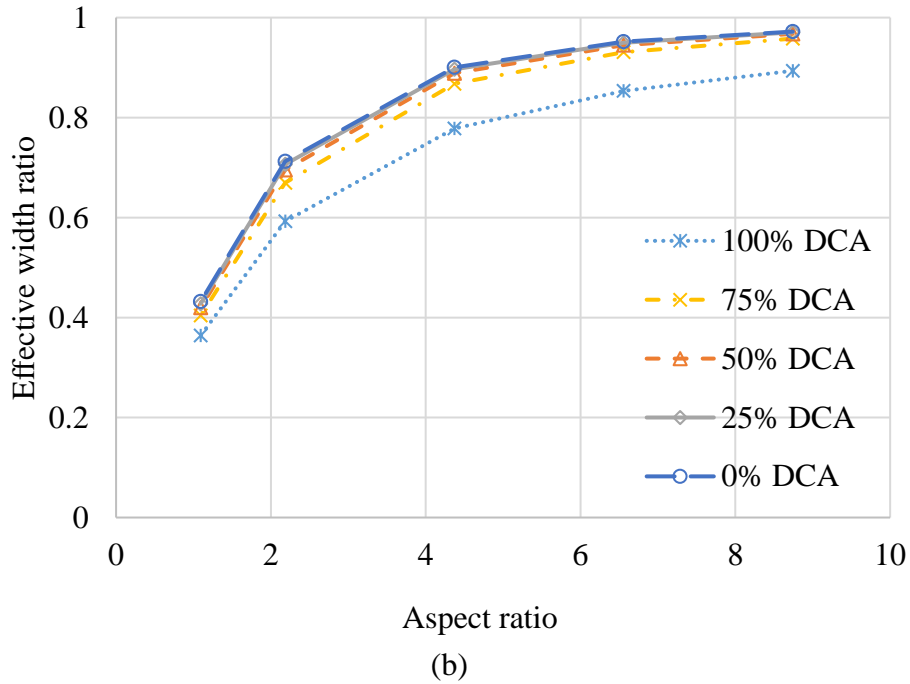 1
0.8
0.6
0.4
0.2
0
Effective width ratio
100% DCA
75% DCA
50% DCA
25% DCA
0% DCA
0 2 4 6 8 10
Aspect ratio
(b)